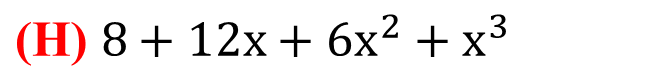 (H) 8 + 12x + 6x² + x³